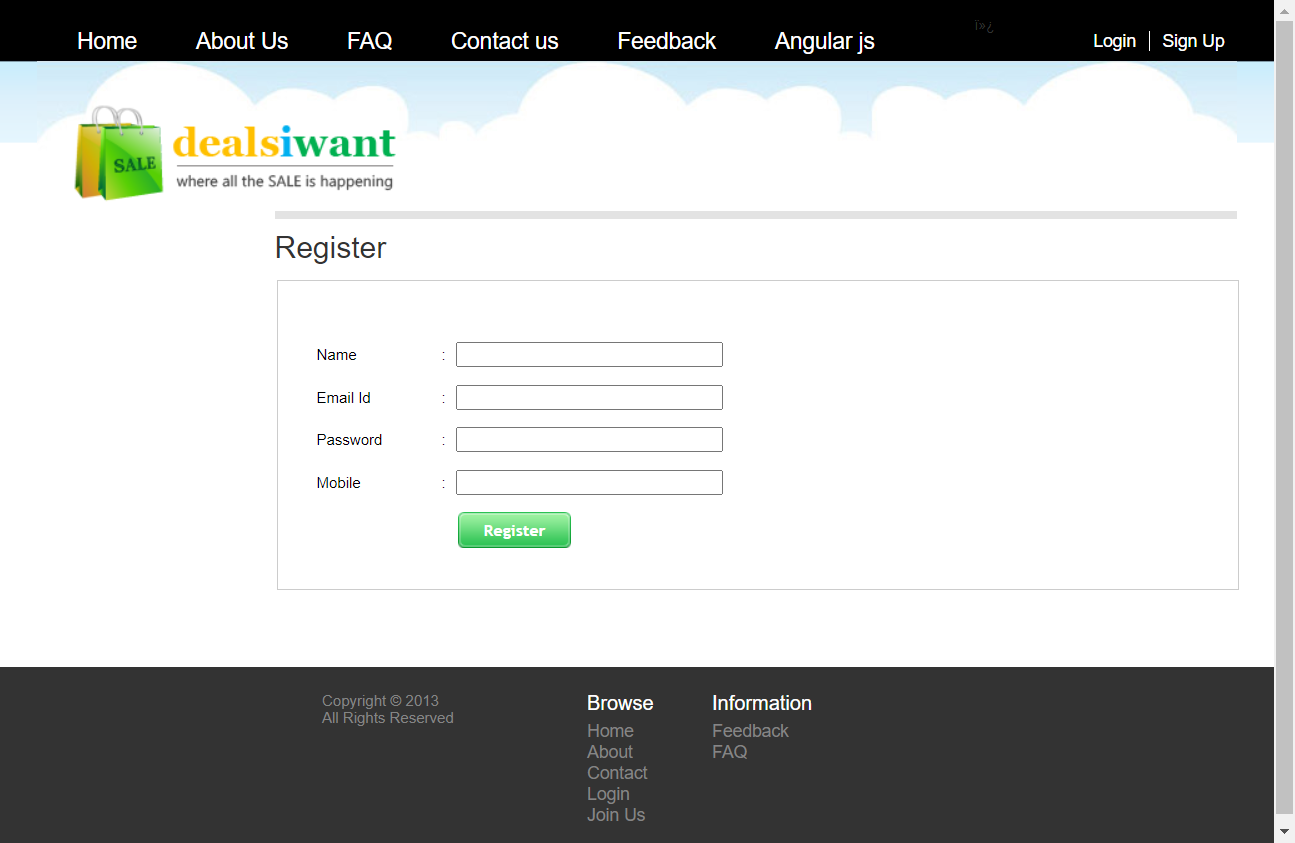 Home About Us FAQ Contact us Feedback Angular js ï»¿ Login Sign Up
SALE
dealsiwant
where all the SALE is happening
Register
Name :
Email Id :
Password :
Mobile :
Register
Copyright © 2013
All Rights Reserved
Browse
Home
About
Contact
Login
Join Us
Information
Feedback
FAQ